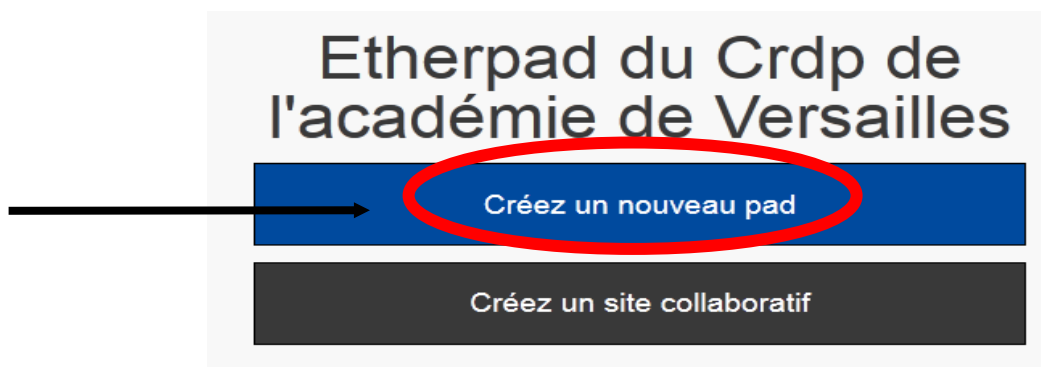 Etherpad du Crdp de
l'académie de Versailles
Créez un nouveau pad
Créez un site collaboratif